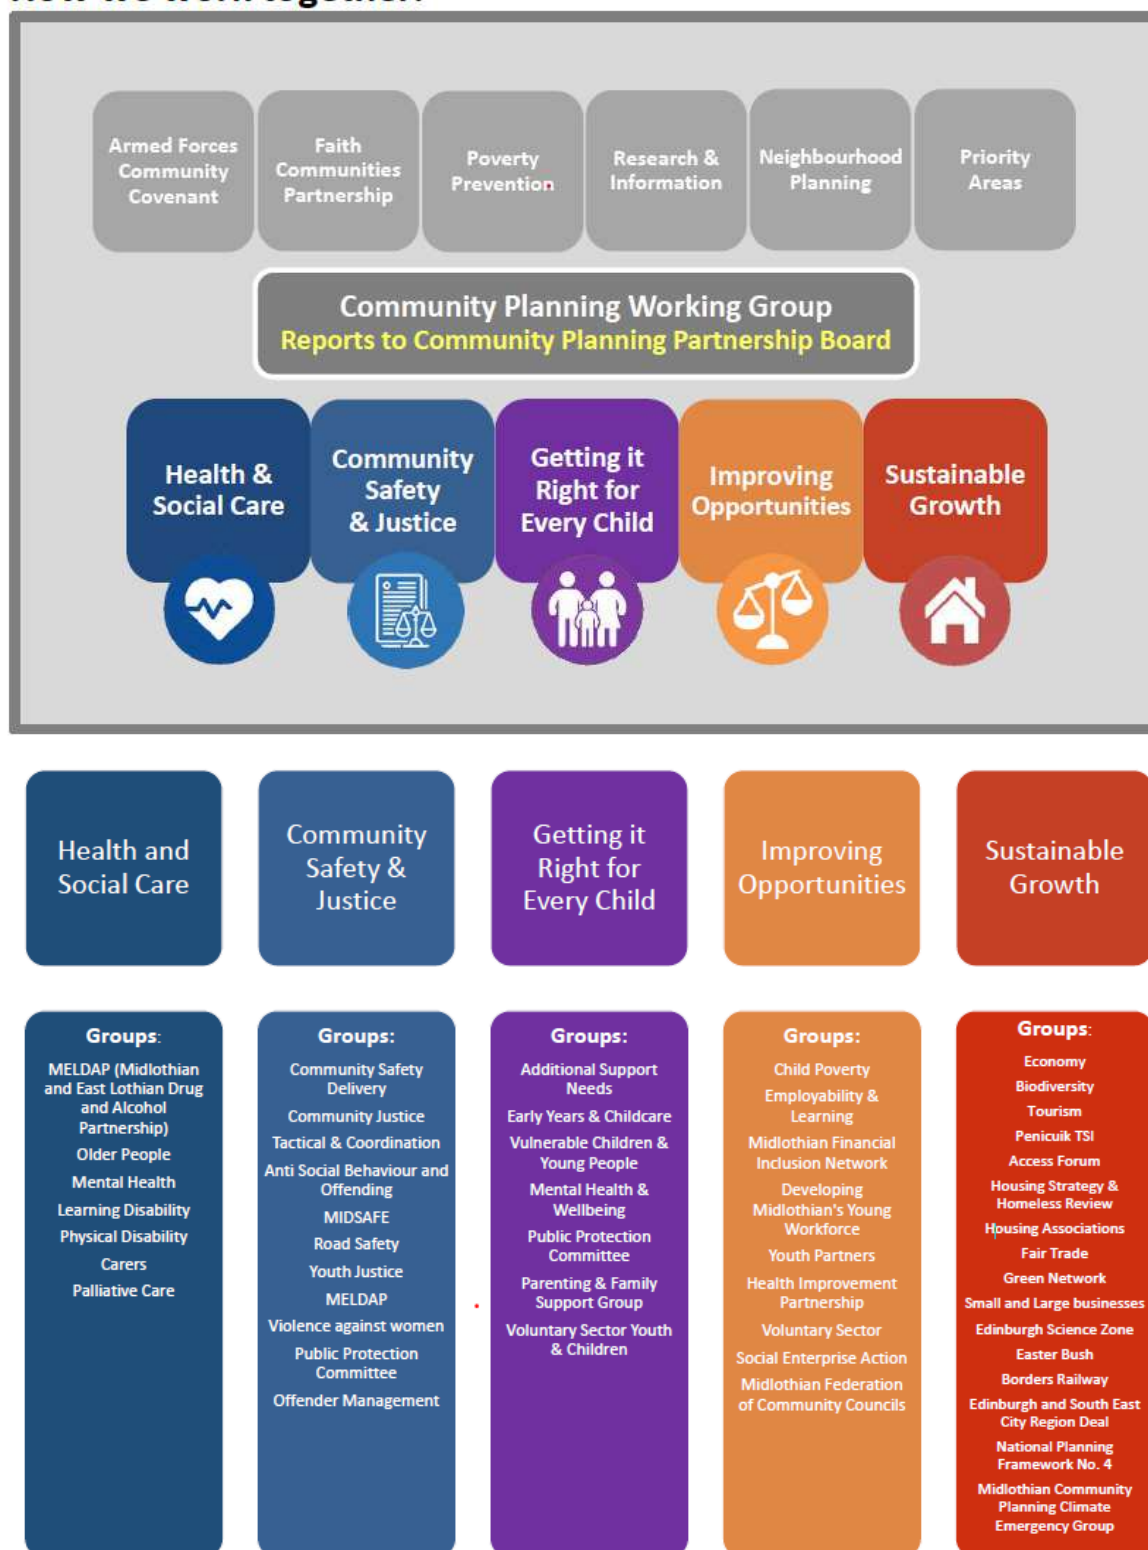 How we work together:
Armed Forces
Community
Covenant
Faith
Communities
Partnership
Poverty
Prevention
Research &
Information
Neighbourhood
Planning
Priority
Areas
Community Planning Working Group
Reports to Community Planning Partnership Board
Health &
Social Care
Community
Safety
& Justice
Getting it
Right for
Every Child
Improving
Opportunities
Sustainable
Growth
Health and
Social Care
Community
Safety &
Justice
Getting it
Right for
Every Child
Improving
Opportunities
Sustainable
Growth
Groups:
MELDAP (Midlothian
and East Lothian Drug
and Alcohol
Partnership)
Older People
Mental Health
Learning Disability
Physical Disability
Carers
Palliative Care
Groups:
Community Safety
Delivery
Community Justice
Tactical & Coordination
Anti Social Behaviour and
Offending
MIDSAFE
Road Safety
Youth Justice
MELDAP
Violence against women
Public Protection
Committee
Offender Management
Groups:
Additional Support
Needs
Early Years & Childcare
Vulnerable Children &
Young People
Mental Health &
Wellbeing
Public Protection
Committee
Parenting & Family
Support Group
Voluntary Sector Youth
& Children
Groups:
Child Poverty
Employability &
Learning
Midlothian Financial
Inclusion Network
Developing
Midlothian's Young
Workforce
Youth Partners
Health Improvement
Partnership
Voluntary Sector
Social Enterprise Action
Midlothian Federation
of Community Councils
Groups:
Economy
Biodiversity
Tourism
Penicuik TSI
Access Forum
Housing Strategy &
Homeless Review
Housing Associations
Fair Trade
Green Network
Small and Large businesses
Edinburgh Science Zone
Easter Bush
Borders Railway
Edinburgh and South East
City Region Deal
National Planning
Framework No. 4
Midlothian Community
Planning Climate
Emergency Group